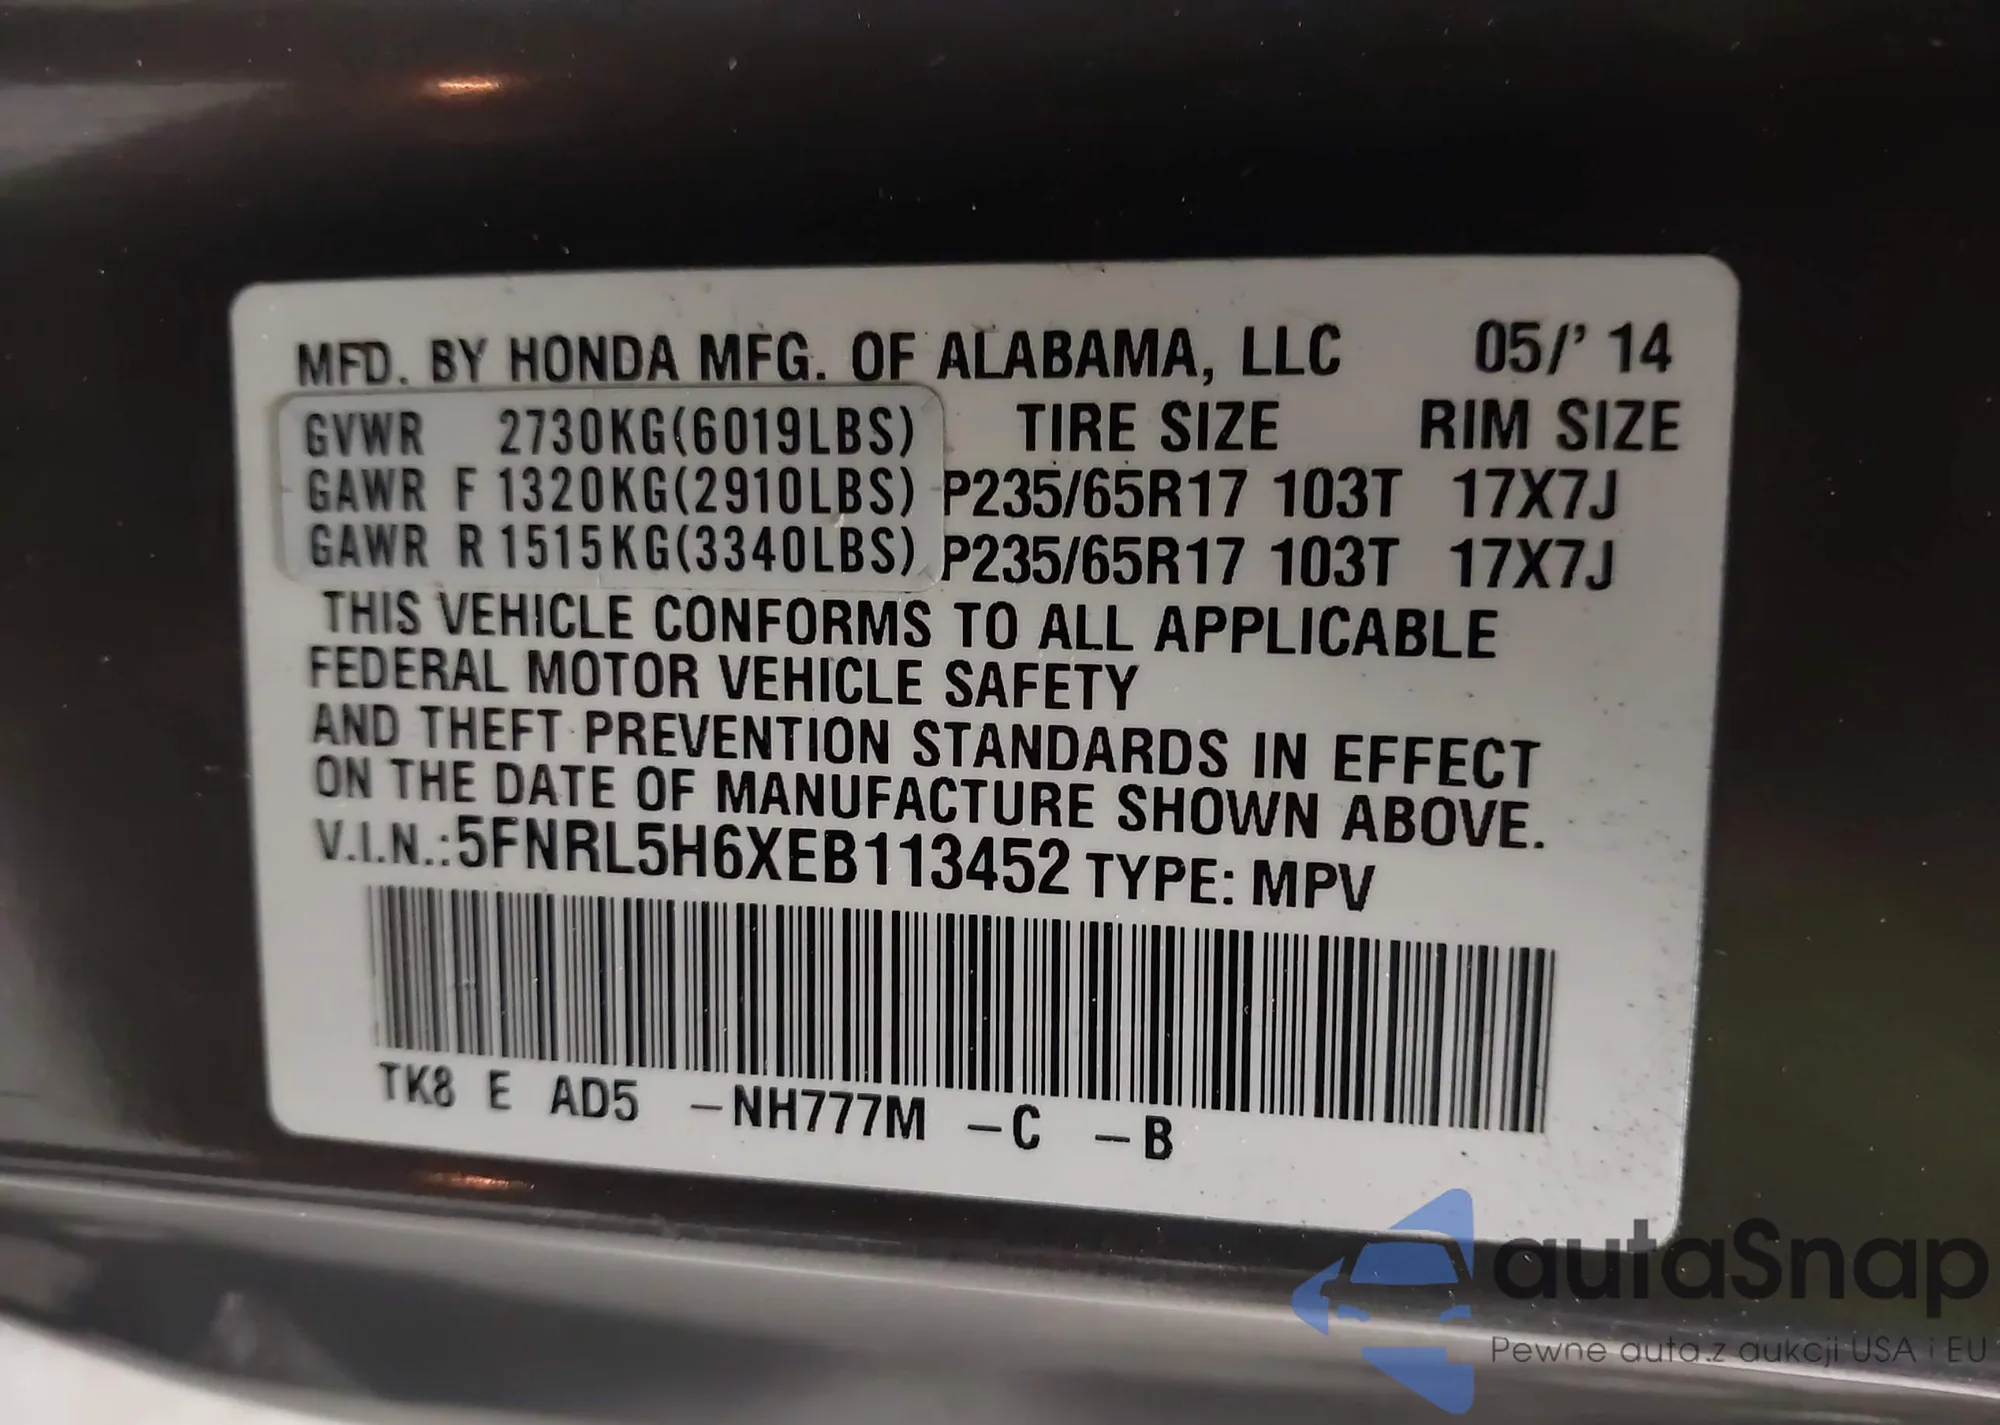 MFD. BY HONDA MFG. OF ALABAMA, LLC 05/' 14
GVWR 2730KG(6019LBS) TIRE SIZE RIM SIZE
GAWR F 1320KG(2910LBS) P235/65R17 103T 17X7J
GAWR R 1515KG(3340LBS) P235/65R17 103T 17X7J
THIS VEHICLE CONFORMS TO ALL APPLICABLE
FEDERAL MOTOR VEHICLE SAFETY
AND THEFT PREVENTION STANDARDS IN EFFECT
ON THE DATE OF MANUFACTURE SHOWN ABOVE.
V.I.N.:5FNRL5H6XEB113452 TYPE: MPV
TK8 E AD5 –NH777M –C –B
autaSnap
Pewne auta z aukcji USA i EU